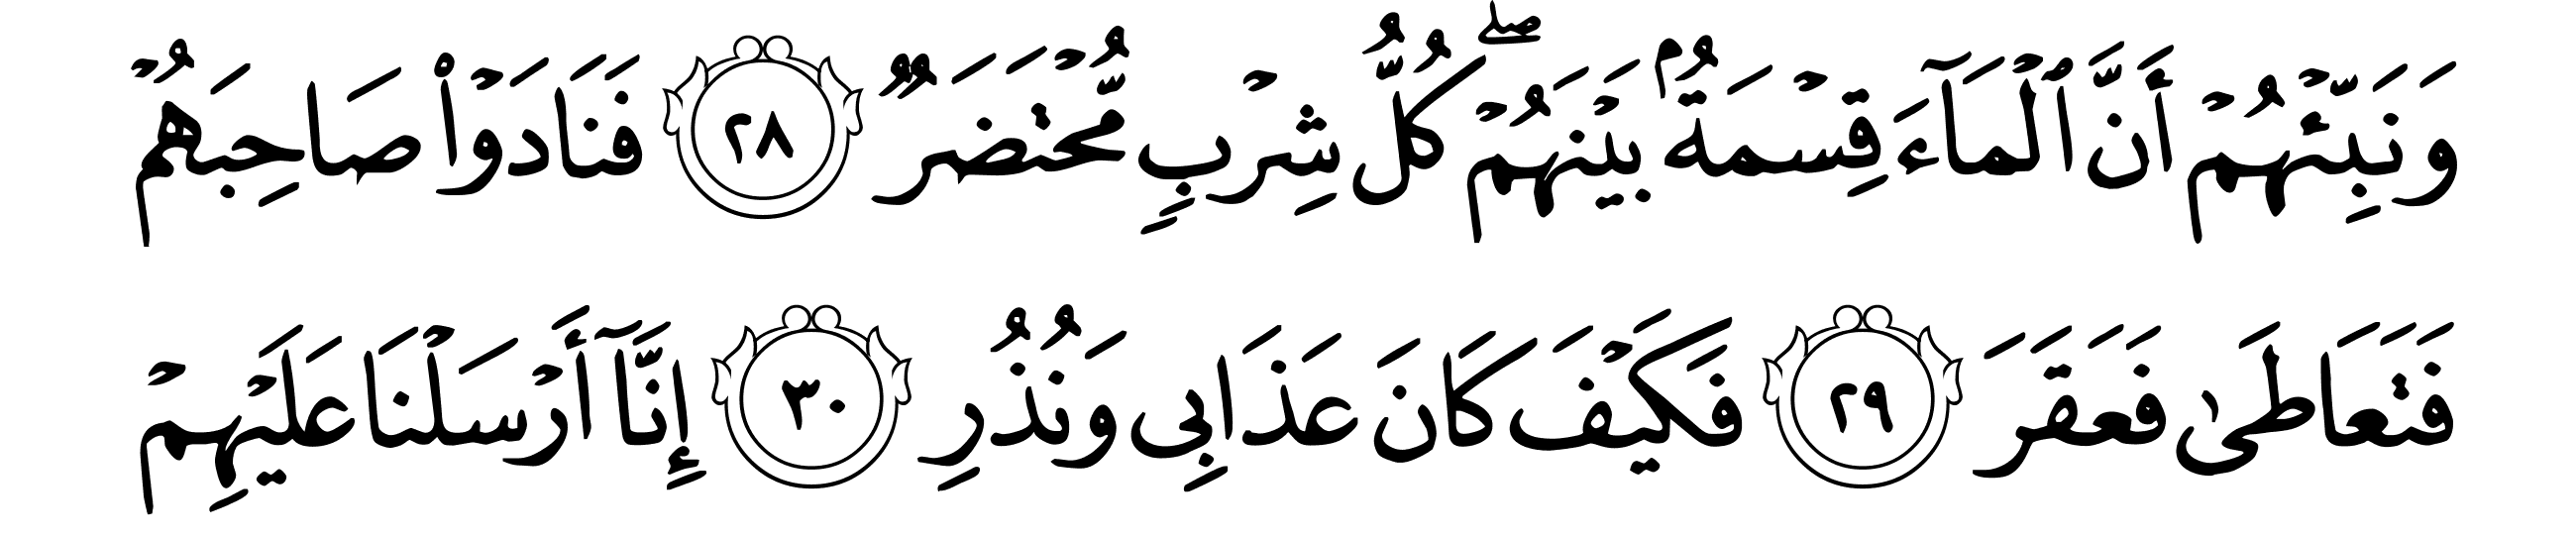 وَنَبِّئْهُمْ أَنَّ ٱلْمَآءَ قِسْمَةٌۢ بَيْنَهُمْ ۖ كُلُّ شِرْبٍ مُّحْتَضَرٌ ٢٨ فَنَادَوْا۟ صَاحِبَهُمْ
فَتَعَاطَىٰ فَعَقَرَ ٢٩ فَكَيْفَ كَانَ عَذَابِى وَنُذُرِ ٣٠ إِنَّآ أَرْسَلْنَا عَلَيْهِمْ